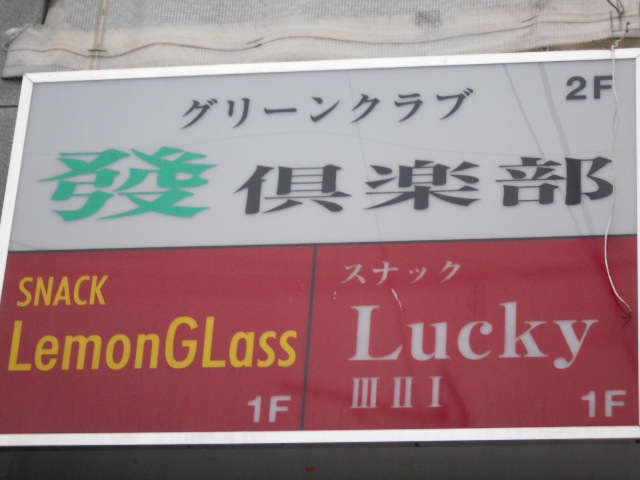 グリーンクラブ
2F
發倶楽部
SNACK
LemonGLass
1F
スナック
Lucky
III II I
1F